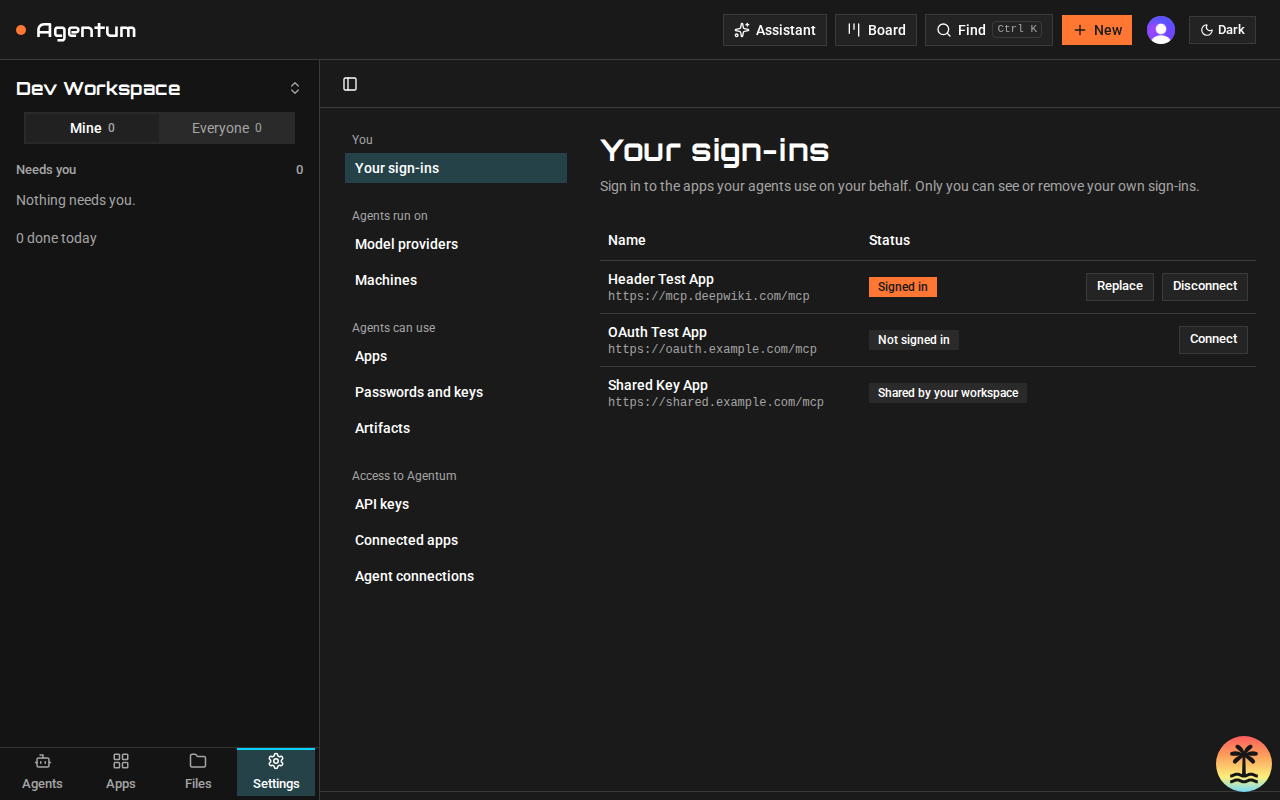 Agentum
Assistant
Board
Find Ctrl K
New
Dark
Dev Workspace
Mine 0
Everyone 0
Needs you 0
Nothing needs you.
0 done today
Agents
Apps
Files
Settings
You
Your sign-ins
Agents run on
Model providers
Machines
Agents can use
Apps
Passwords and keys
Artifacts
Access to Agentum
API keys
Connected apps
Agent connections
Your sign-ins
Sign in to the apps your agents use on your behalf. Only you can see or remove your own sign-ins.
Name Status
Header Test App
https://mcp.deepwiki.com/mcp
Signed in
Replace
Disconnect
OAuth Test App
https://oauth.example.com/mcp
Not signed in
Connect
Shared Key App
https://shared.example.com/mcp
Shared by your workspace